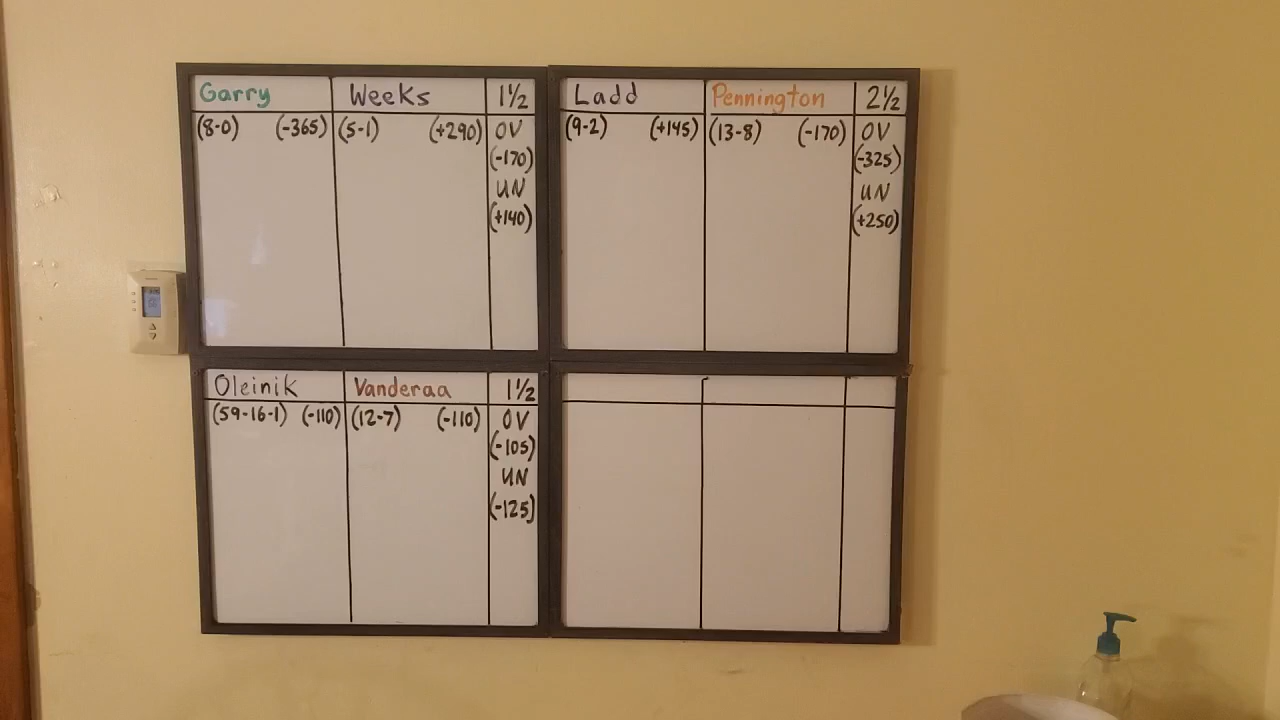 Garry Weeks 1½
(8-0) (-365) (5-1) (+290) OV
(-170)
UN
(+140)
Ladd Pennington 2½
(9-2) (+145) (13-8) (-170) OV
(-325)
UN
(+250)
Oleinik Vanderaa 1½
(59-16-1) (-110) (12-7) (-110) OV
(-105)
UN
(-125)